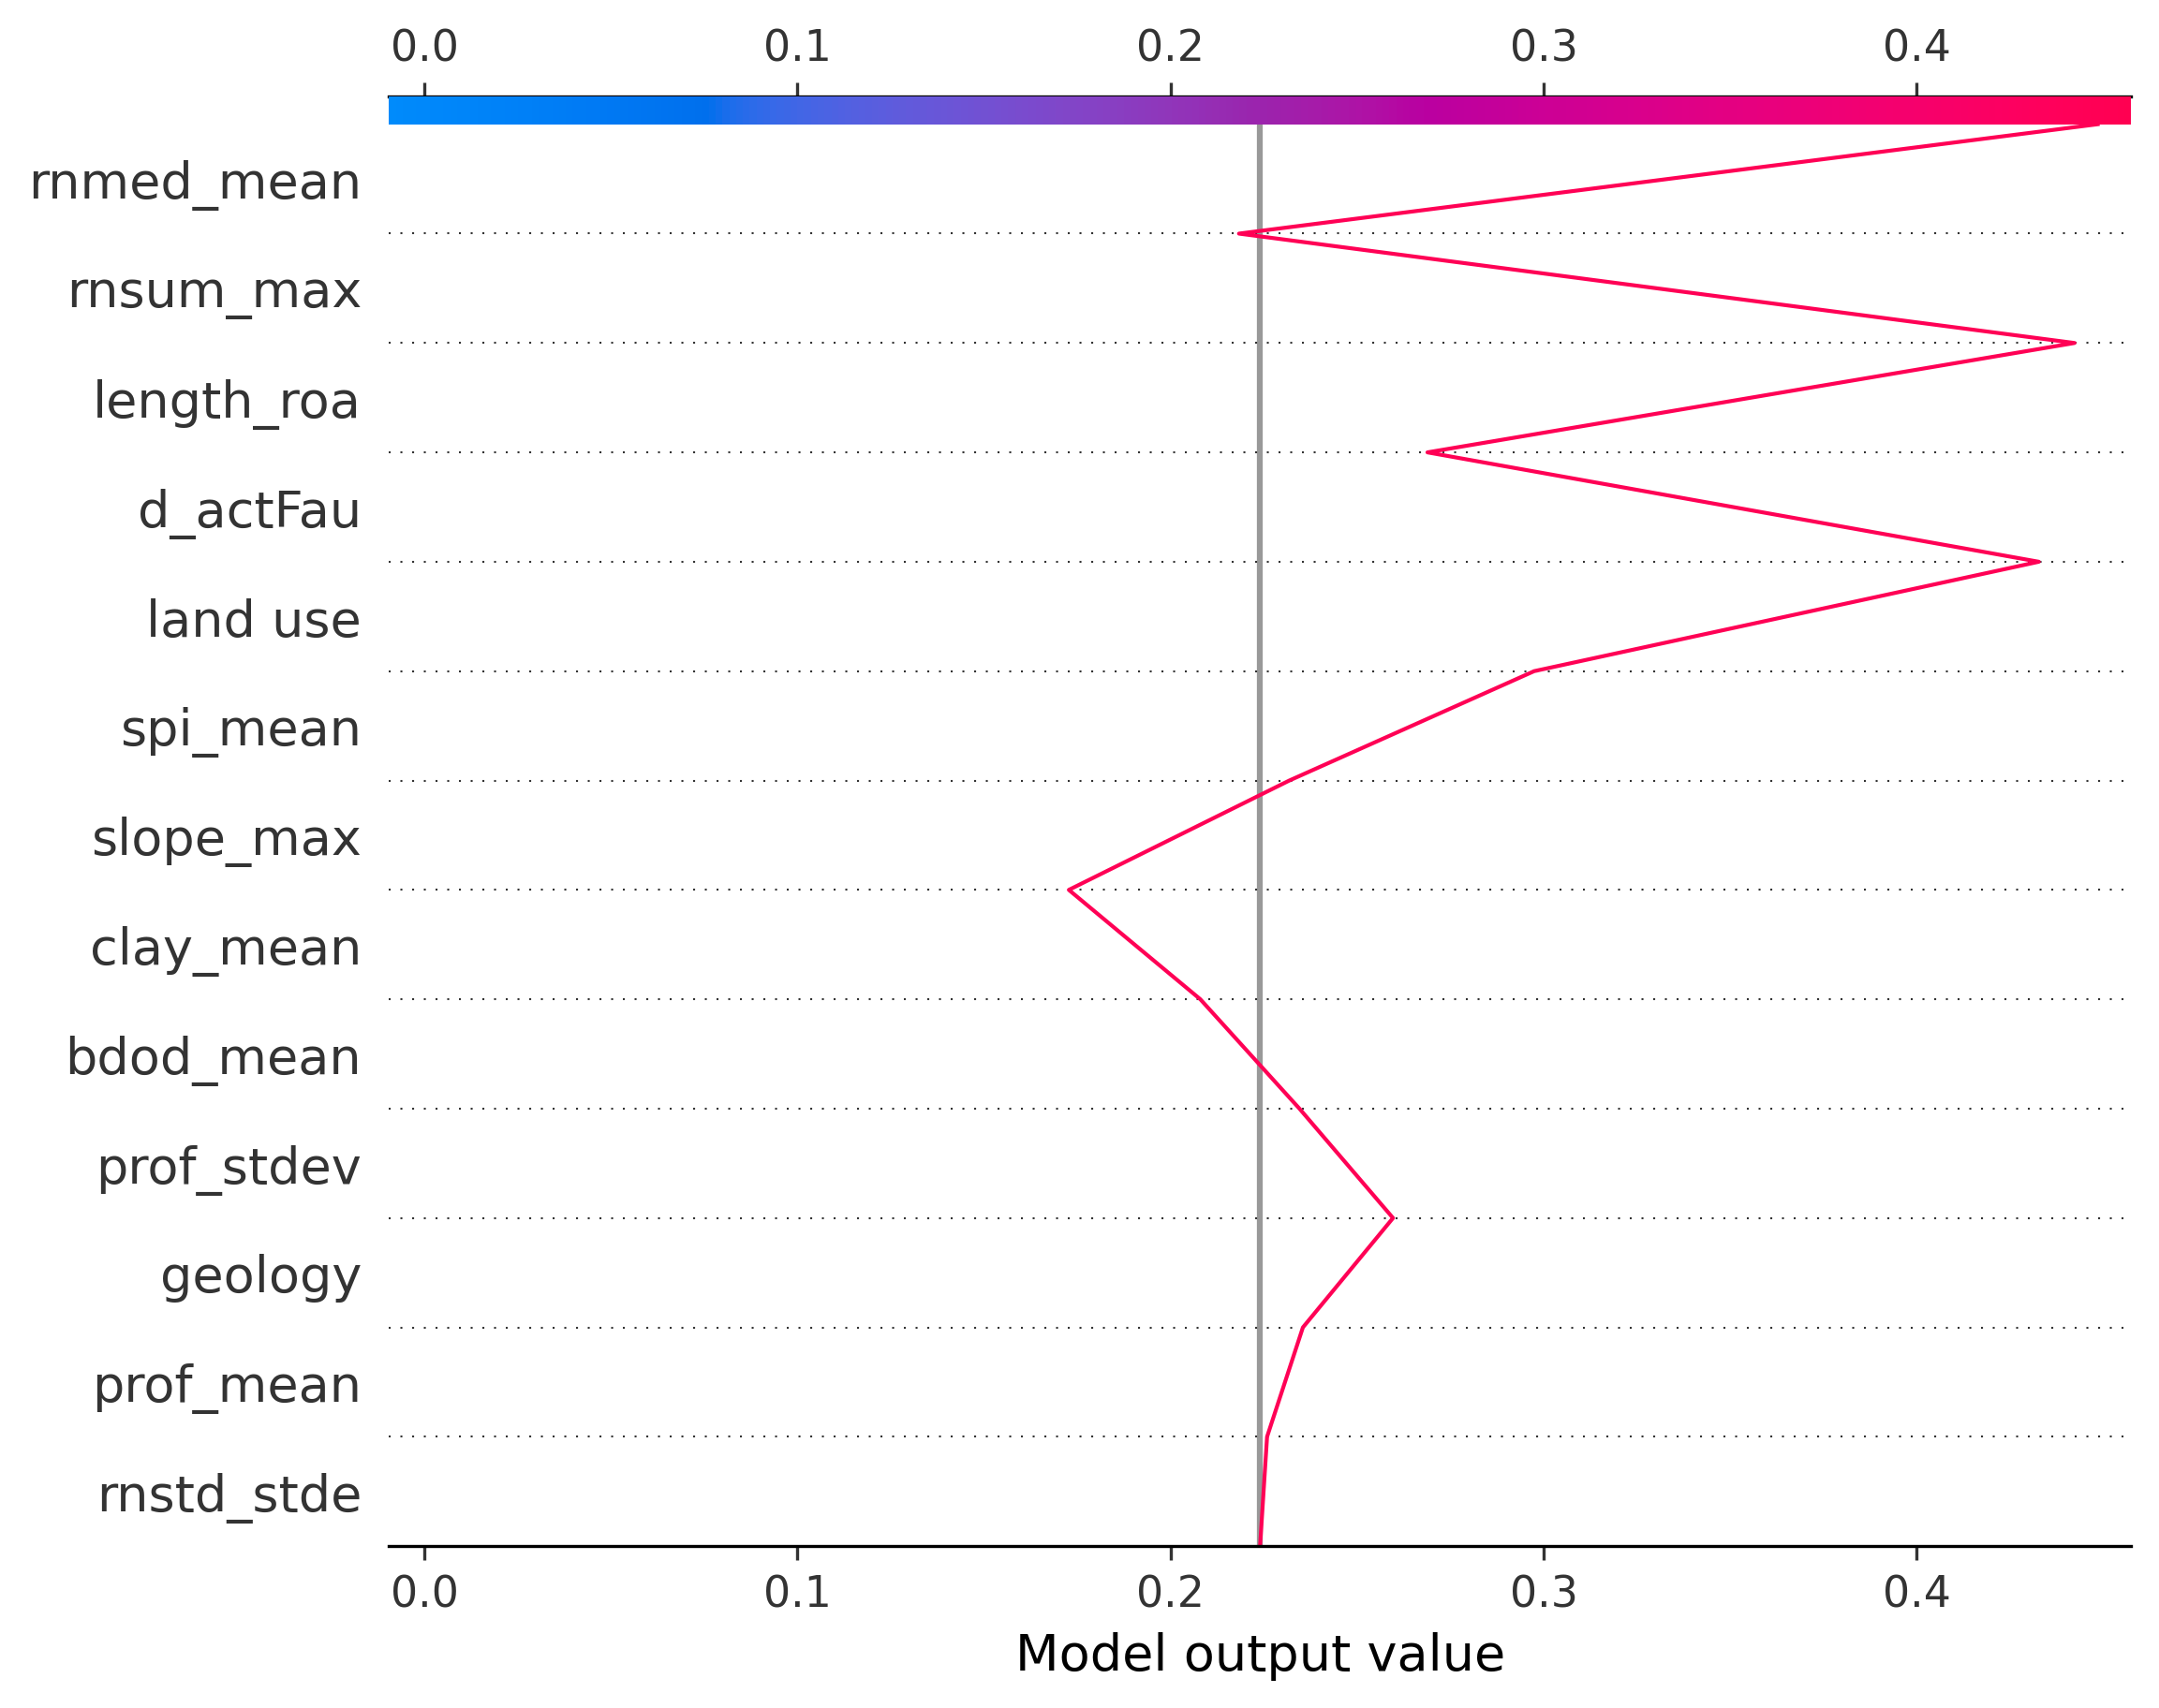 0.0 0.1 0.2 0.3 0.4
rnmed_mean
rnsum_max
length_roa
d_actFau
land use
spi_mean
slope_max
clay_mean
bdod_mean
prof_stdev
geology
prof_mean
rnstd_stde
0.0 0.1 0.2 0.3 0.4
Model output value